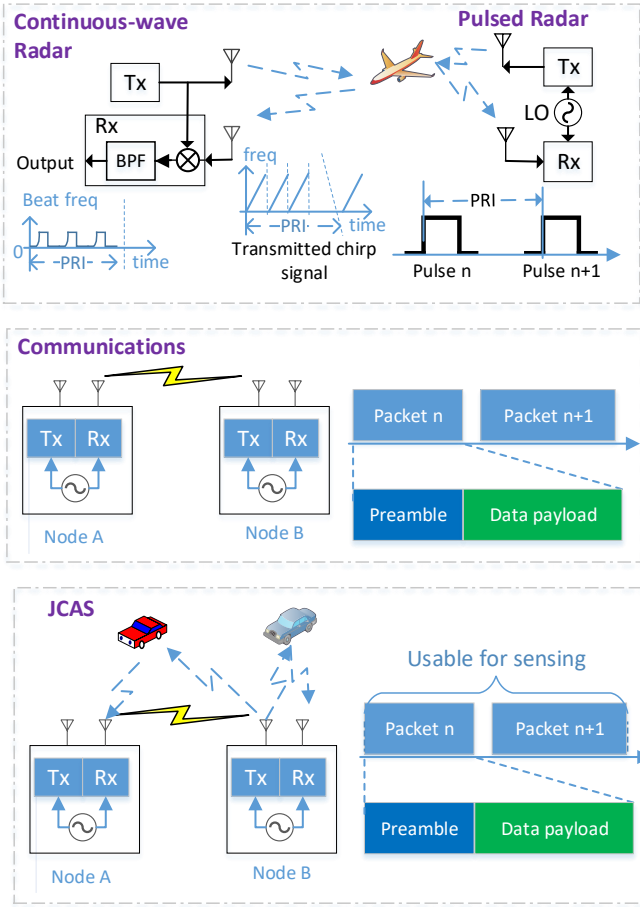 Continuous-wave
Radar
Pulsed Radar
Tx
Tx
LO
Rx
Rx
BPF
Output
freq
PRI
time
Transmitted chirp
signal
Beat freq
0
PRI
time
PRI
Pulse n
Pulse n+1
Communications
Tx
Rx
Node A
Tx
Rx
Node B
Packet n
Packet n+1
Preamble
Data payload
JCAS
Usable for sensing
Tx
Rx
Node A
Tx
Rx
Node B
Packet n
Packet n+1
Preamble
Data payload